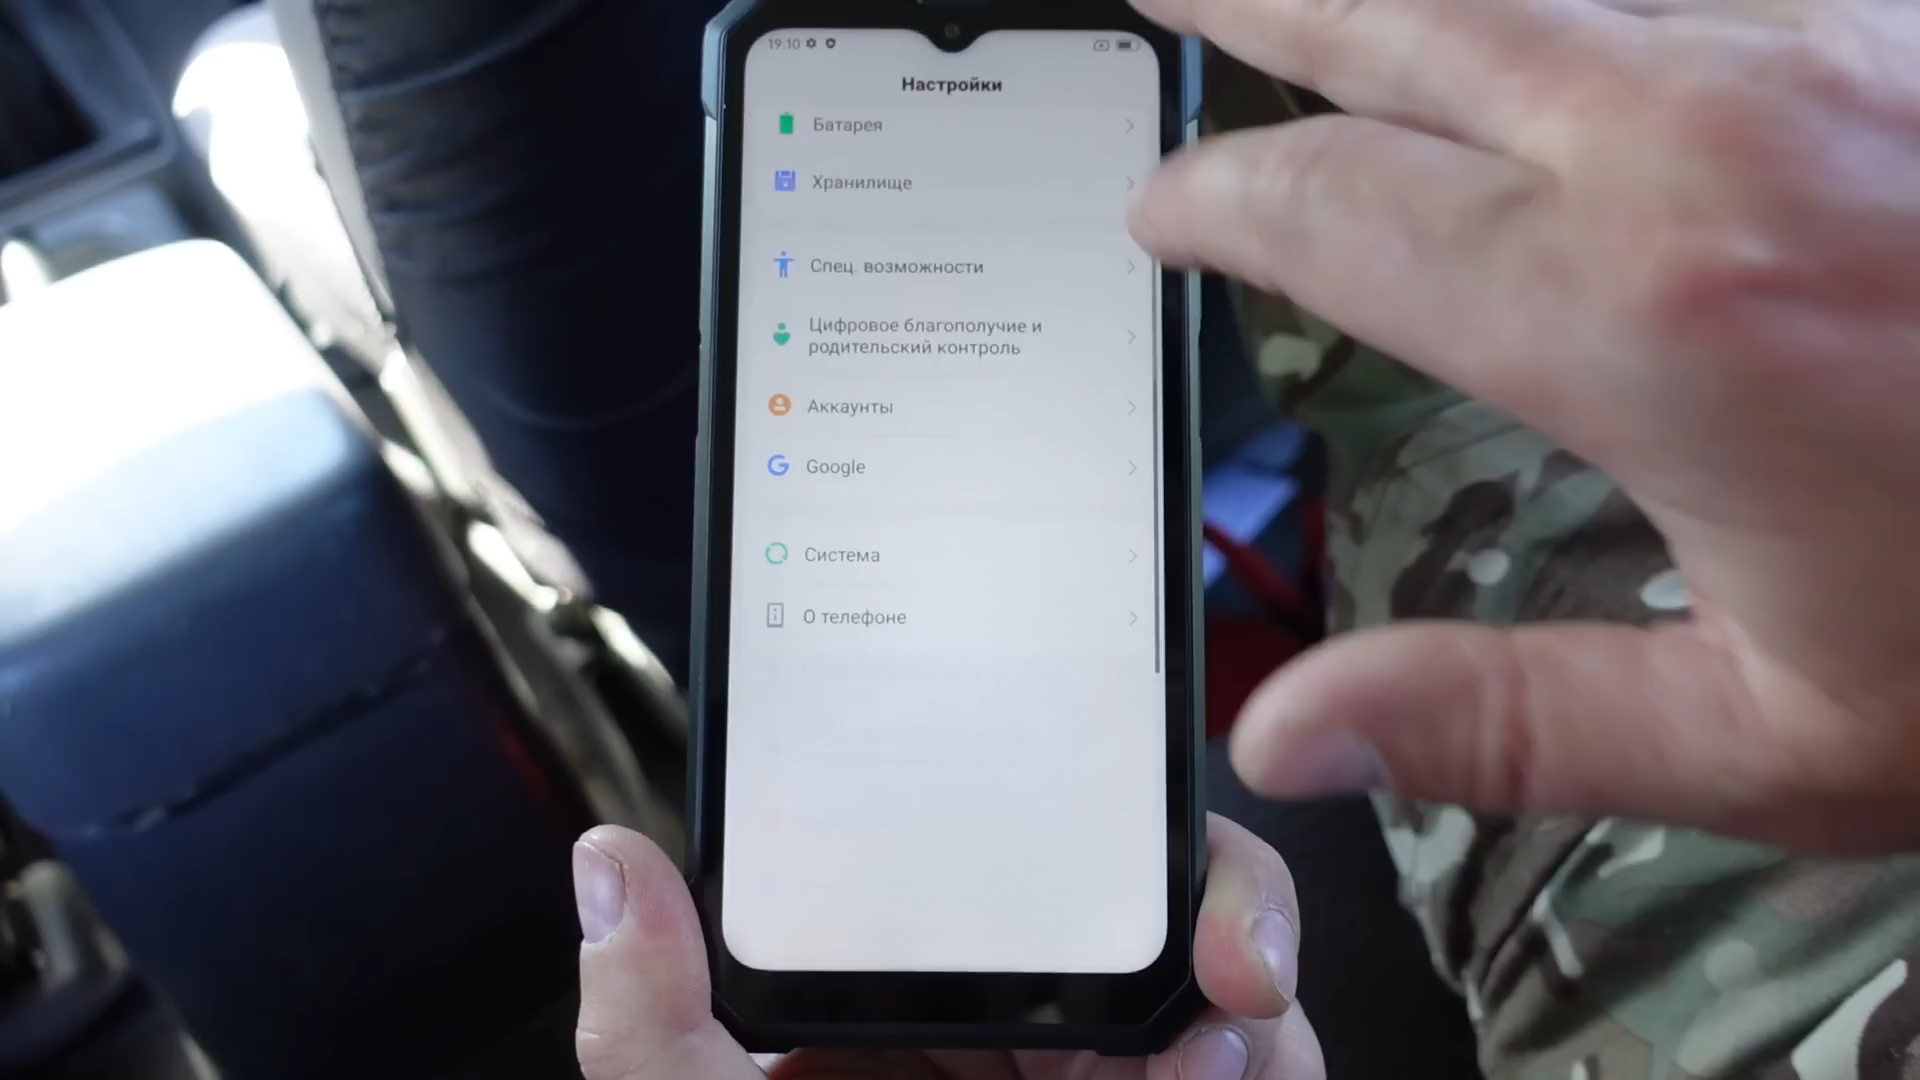 19:10
Настройки
Батарея
Хранилище
Спец. возможности
Цифровое благополучие и
родительский контроль
Аккаунты
Google
Система
О телефоне